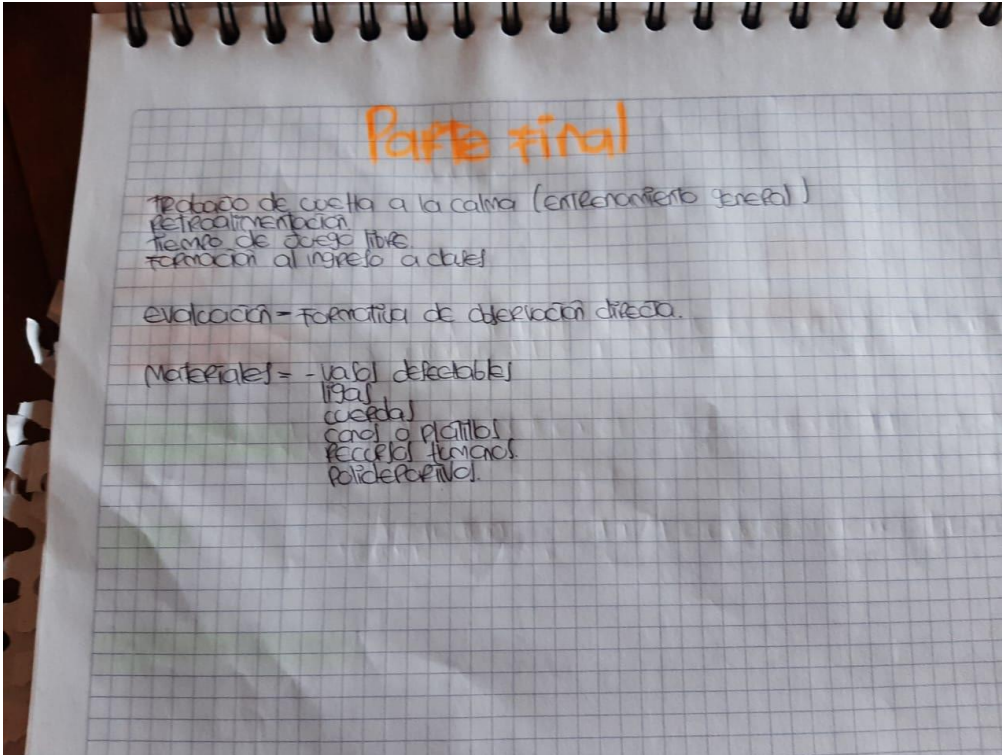 Parte Final
Trabajo de vuelta a la calma (entrenamiento general)
Retroalimentación
Tiempo de juego libre
Formación al ingreso a clases
evaluación = Formativa de observación directa.
Materiales = - vasos desechables
ligas
cuerdas
conos o platillos
recursos humanos.
Polideportivo.